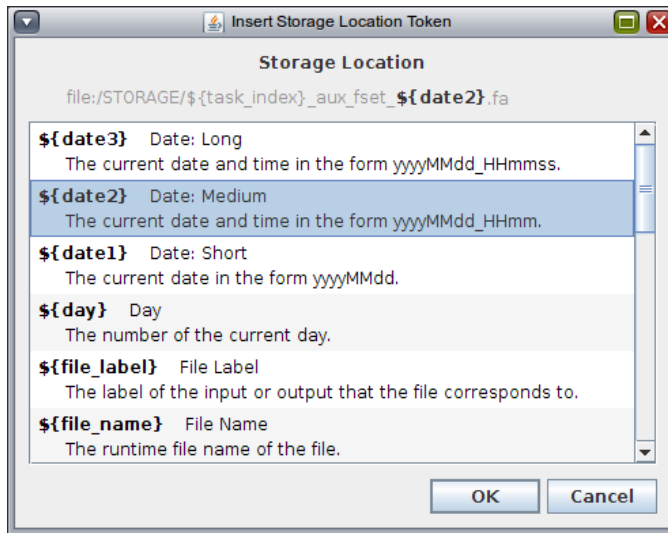 Insert Storage Location Token
Storage Location
file:/STORAGE/${task_index}_aux_fset_${date2}.fa
${date3} Date: Long
The current date and time in the form yyyyMMdd_HHmmss.
${date2} Date: Medium
The current date and time in the form yyyyMMdd_HHmm.
${date1} Date: Short
The current date in the form yyyyMMdd.
${day} Day
The number of the current day.
${file_label} File Label
The label of the input or output that the file corresponds to.
${file_name} File Name
The runtime file name of the file.
OK Cancel